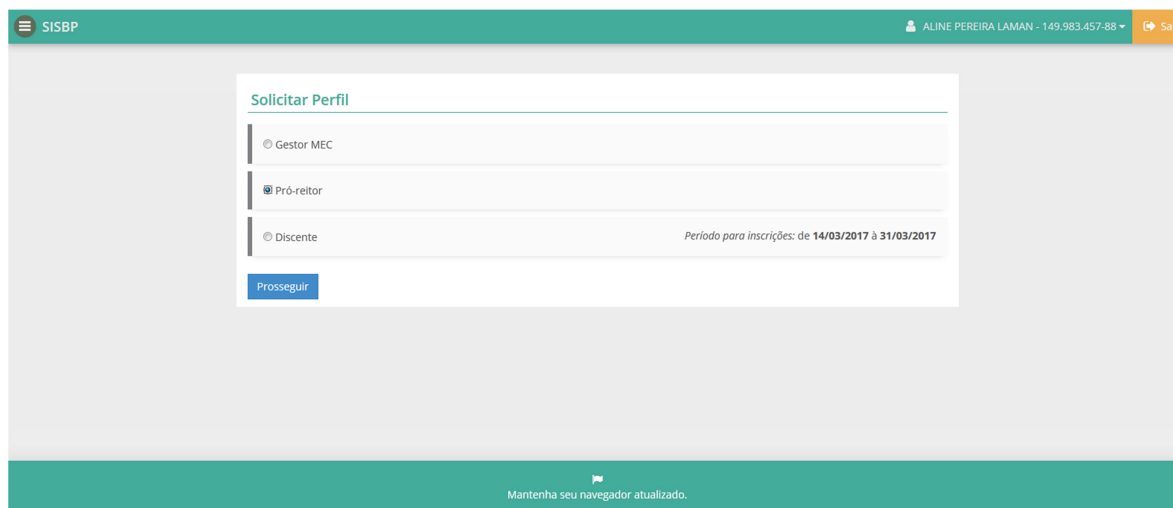 SISBP
ALINE PEREIRA LAMAN - 149.983.457-88
Solicitar Perfil
Gestor MEC
Pró-reitor
Discente
Período para inscrições: de 14/03/2017 à 31/03/2017
Prosseguir
Mantenha seu navegador atualizado.